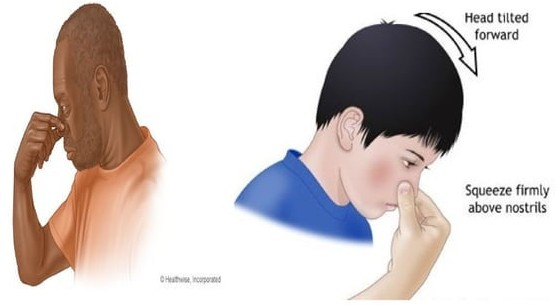 Head tilted
forward
Squeeze firmly
above nostrils
© Healthwise, Incorporated